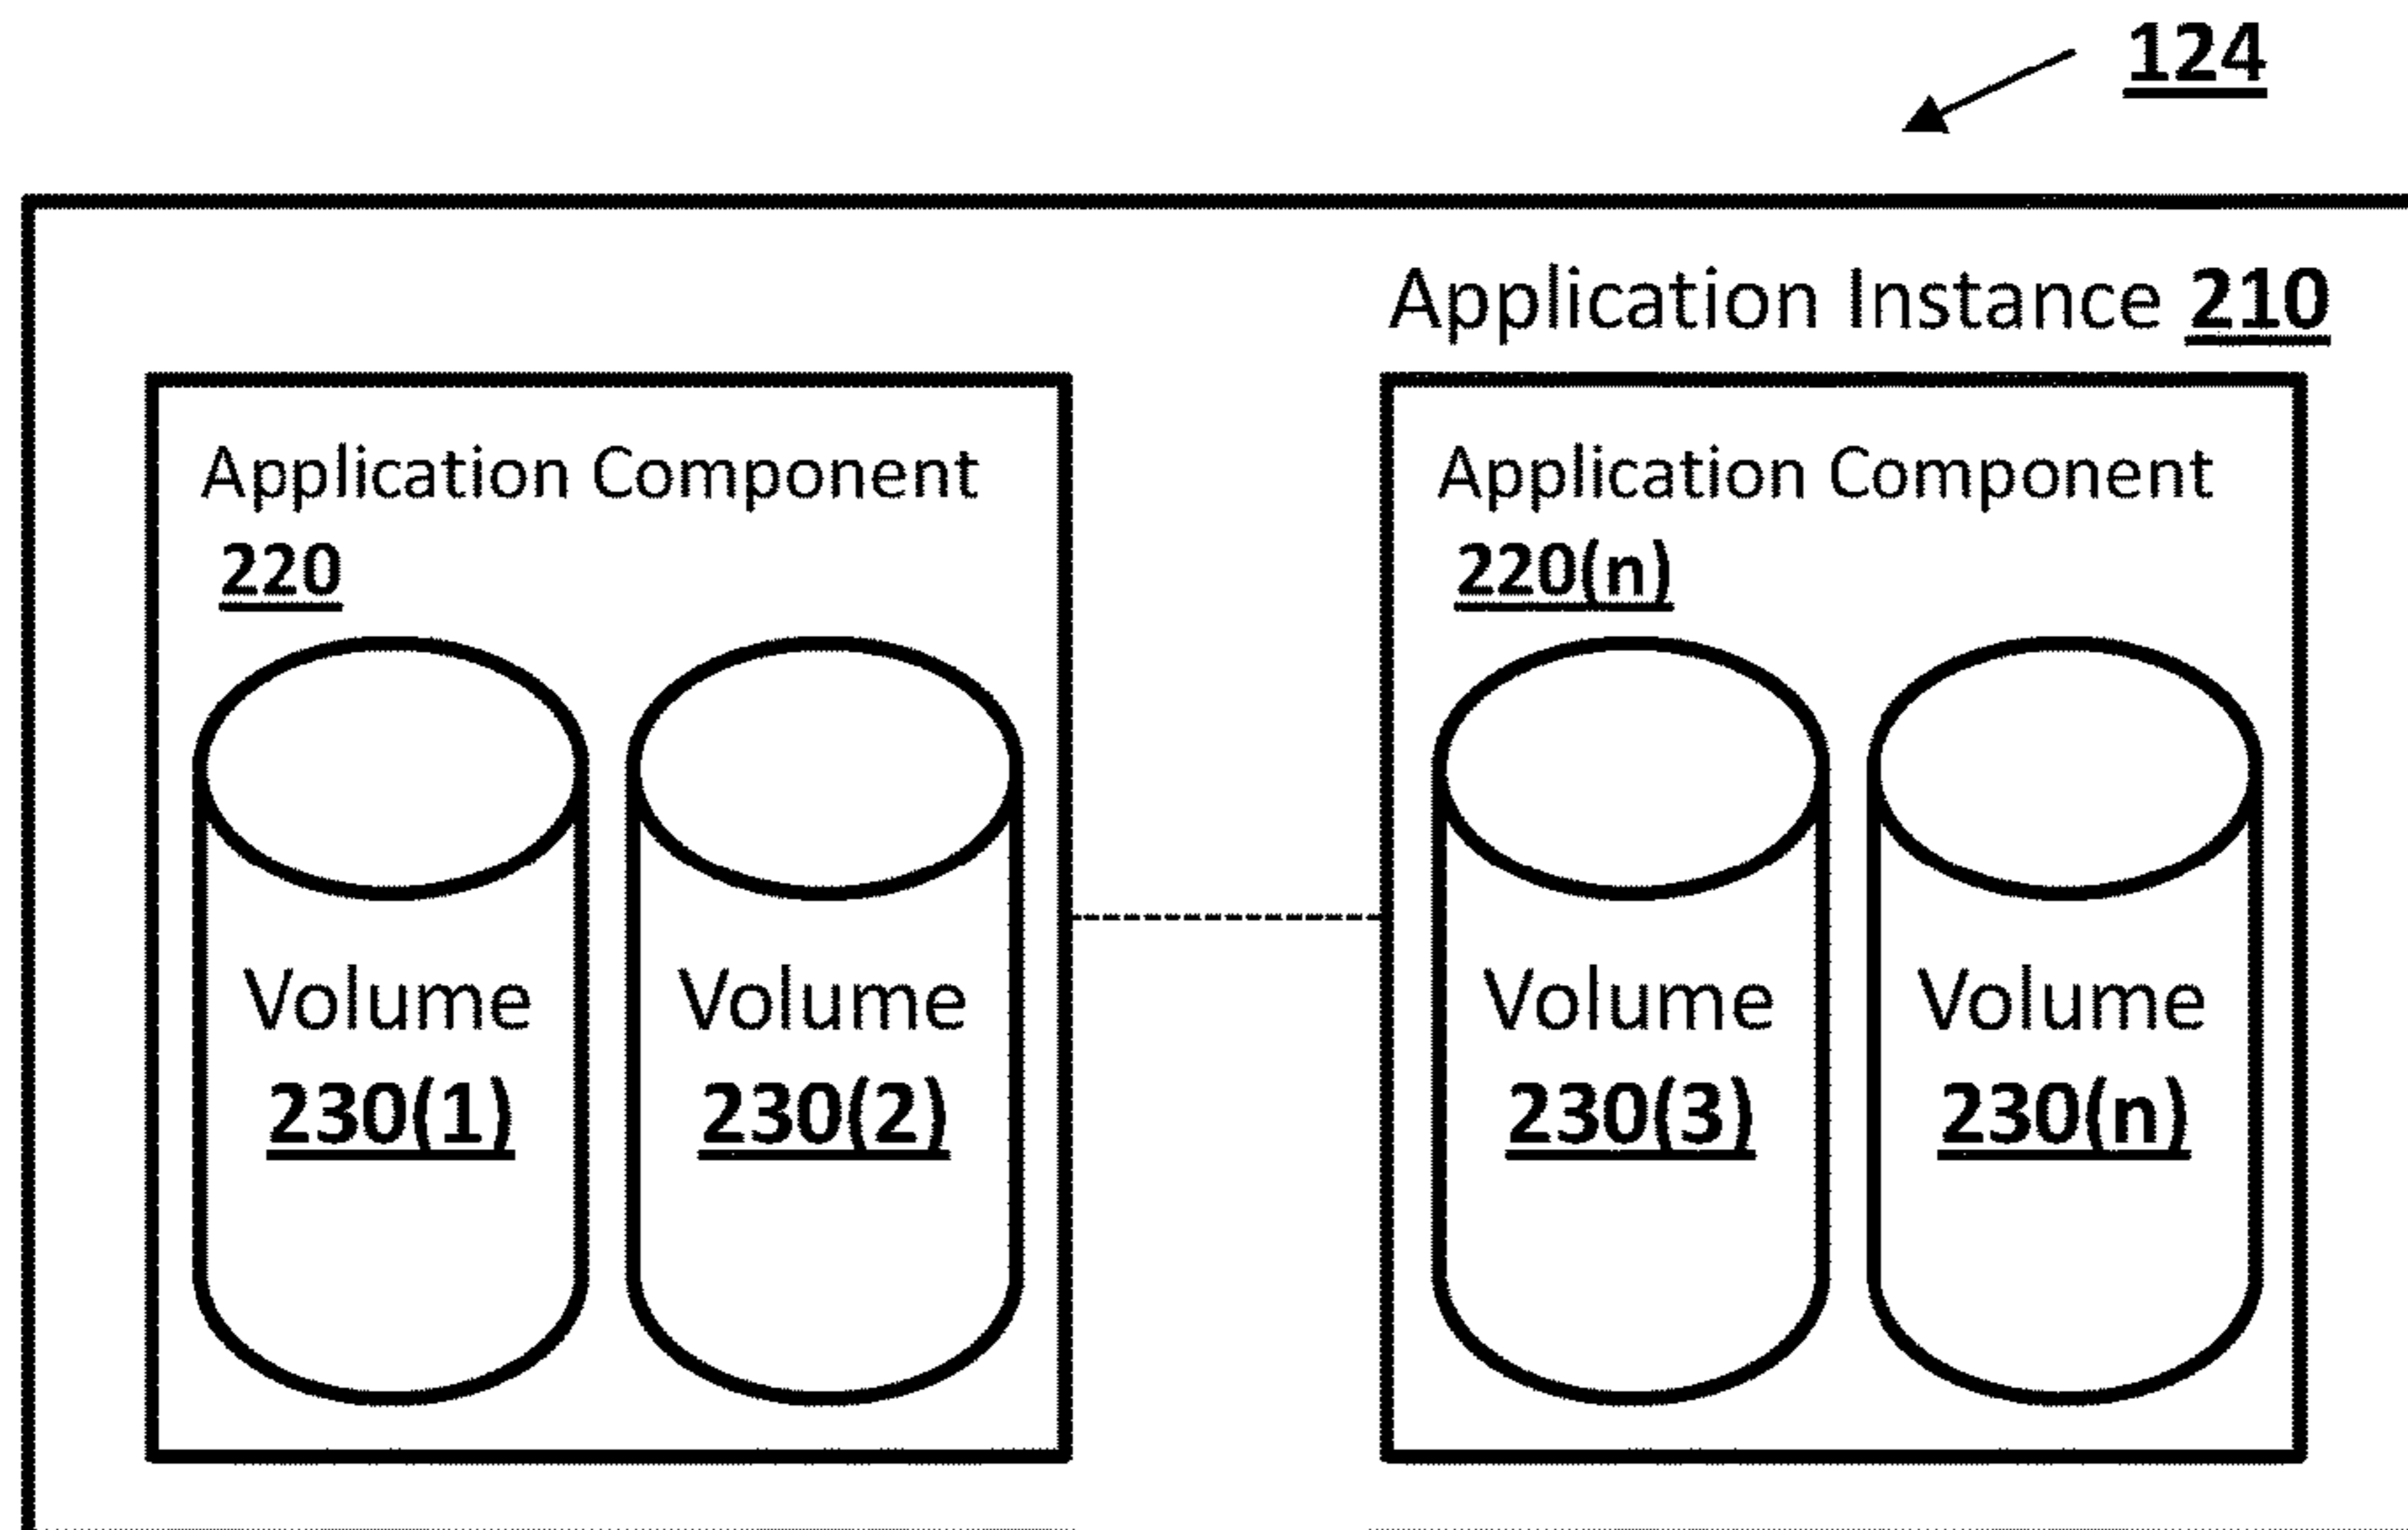 124
Application Instance 210
Application Component
220
Application Component
220(n)
Volume
230(1)
Volume
230(2)
Volume
230(3)
Volume
230(n)